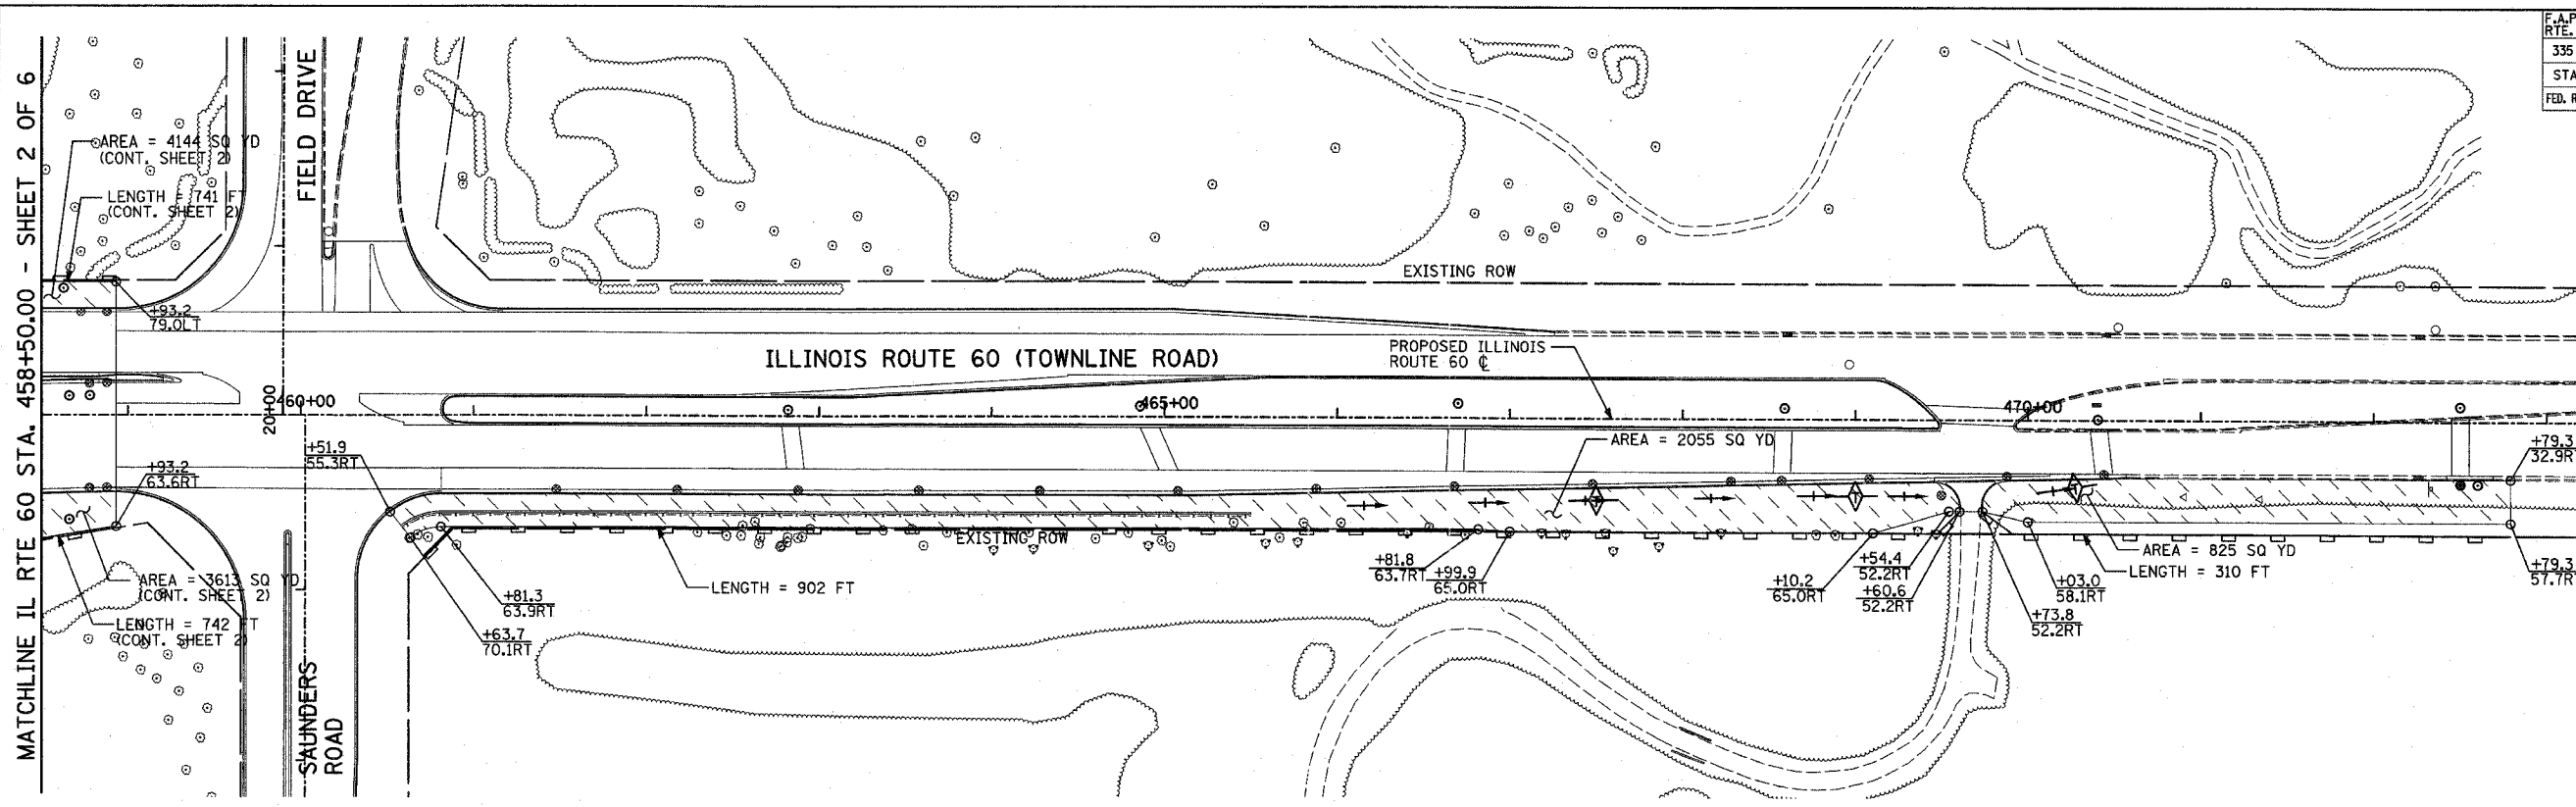 MATCHLINE IL RTE 60 STA. 458+50.00 - SHEET 2 OF 6
F.A.P
RTE.
335
STA
FED. R
FIELD DRIVE
AREA = 4144 SQ YD
(CONT. SHEET 2)
LENGTH = 741 FT
(CONT. SHEET 2)
+93.2
79.0LT
EXISTING ROW
ILLINOIS ROUTE 60 (TOWNLINE ROAD)
PROPOSED ILLINOIS
ROUTE 60 ℄
20+00
460+00
465+00
470+00
AREA = 2055 SQ YD
+51.9
55.3RT
+93.2
63.6RT
+79.3
32.9R
EXISTING ROW
AREA = 3613 SQ YD
(CONT. SHEET 2)
LENGTH = 742 FT
(CONT. SHEET 2)
LENGTH = 902 FT
+81.3
63.9RT
+63.7
70.1RT
+81.8
63.7RT
+99.9
65.0RT
+10.2
65.0RT
+54.4
52.2RT
+60.6
52.2RT
+03.0
58.1RT
+73.8
52.2RT
AREA = 825 SQ YD
LENGTH = 310 FT
+79.3
57.7R
SAUNDERS
ROAD